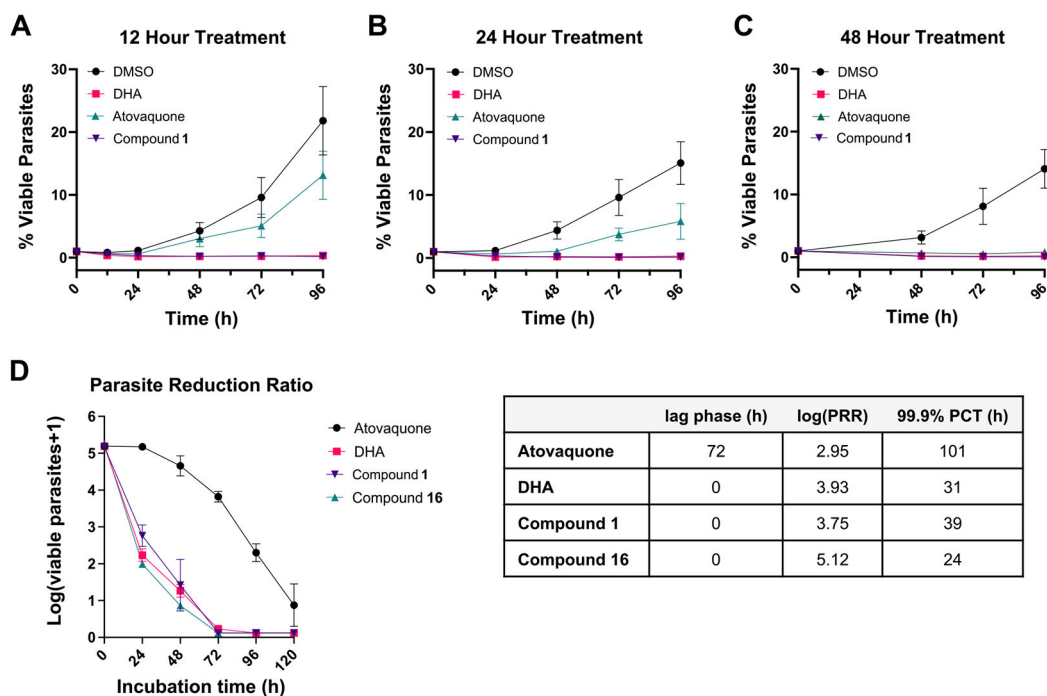 A
12 Hour Treatment
% Viable Parasites
30
20
10
0
DMSO
DHA
Atovaquone
Compound 1
0
24
48
72
96
Time (h)
B
24 Hour Treatment
% Viable Parasites
30
20
10
0
DMSO
DHA
Atovaquone
Compound 1
0
24
48
72
96
Time (h)
C
48 Hour Treatment
% Viable Parasites
30
20
10
0
DMSO
DHA
Atovaquone
Compound 1
0
24
48
72
96
Time (h)
D
Parasite Reduction Ratio
Log(viable parasites+1)
6
5
4
3
2
1
0
Atovaquone
DHA
Compound 1
Compound 16
0
24
48
72
96
120
Incubation time (h)
lag phase (h) log(PRR) 99.9% PCT (h)
Atovaquone 72 2.95 101
DHA 0 3.93 31
Compound 1 0 3.75 39
Compound 16 0 5.12 24